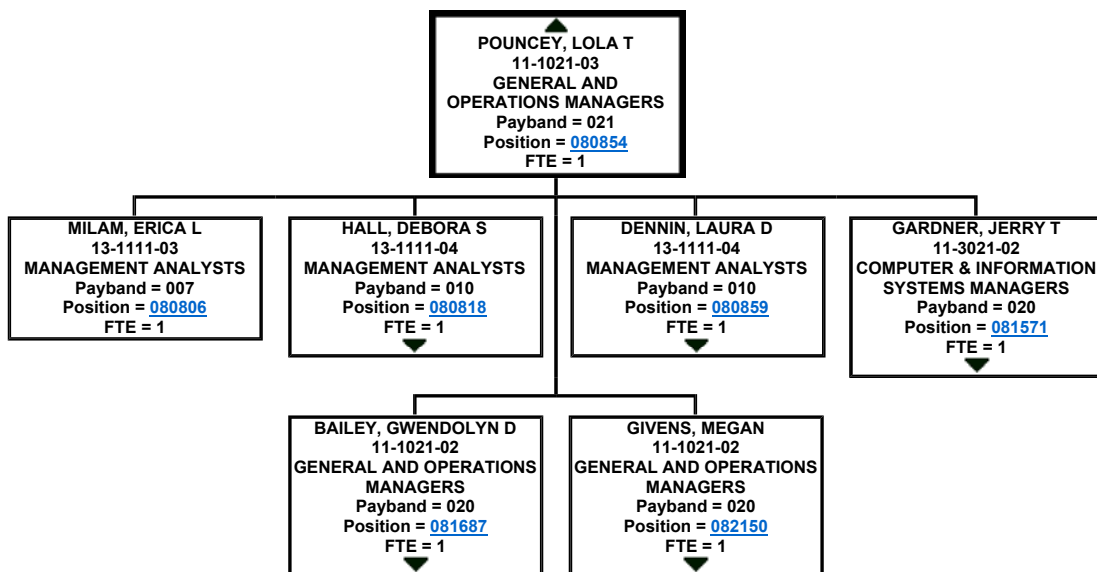 POUNCEY, LOLA T
11-1021-03
GENERAL AND
OPERATIONS MANAGERS
Payband = 021
Position = 080854
FTE = 1
MILAM, ERICA L
13-1111-03
MANAGEMENT ANALYSTS
Payband = 007
Position = 080806
FTE = 1
HALL, DEBORA S
13-1111-04
MANAGEMENT ANALYSTS
Payband = 010
Position = 080818
FTE = 1
DENNIN, LAURA D
13-1111-04
MANAGEMENT ANALYSTS
Payband = 010
Position = 080859
FTE = 1
GARDNER, JERRY T
11-3021-02
COMPUTER & INFORMATION
SYSTEMS MANAGERS
Payband = 020
Position = 081571
FTE = 1
BAILEY, GWENDOLYN D
11-1021-02
GENERAL AND OPERATIONS
MANAGERS
Payband = 020
Position = 081687
FTE = 1
GIVENS, MEGAN
11-1021-02
GENERAL AND OPERATIONS
MANAGERS
Payband = 020
Position = 082150
FTE = 1